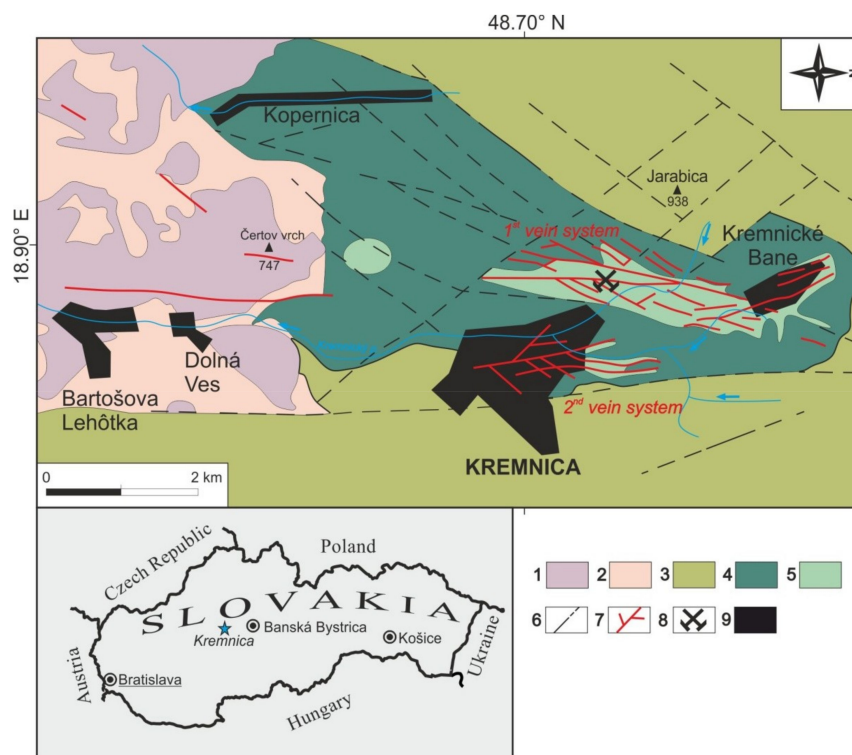 48.70° N
z
Kopernica
Jarabica
938
18.90° E
Čertov vrch
747
1st vein system
Kremnické
Bane
Dolná
Ves
Bartošova
Lehôtka
2nd vein system
KREMNICA
0 2 km
Czech Republic
Poland
SLOVAKIA
Kremnica
Banská Bystrica
Košice
Ukraine
Austria
Bratislava
Hungary
1 2 3 4 5
6 7 8 9